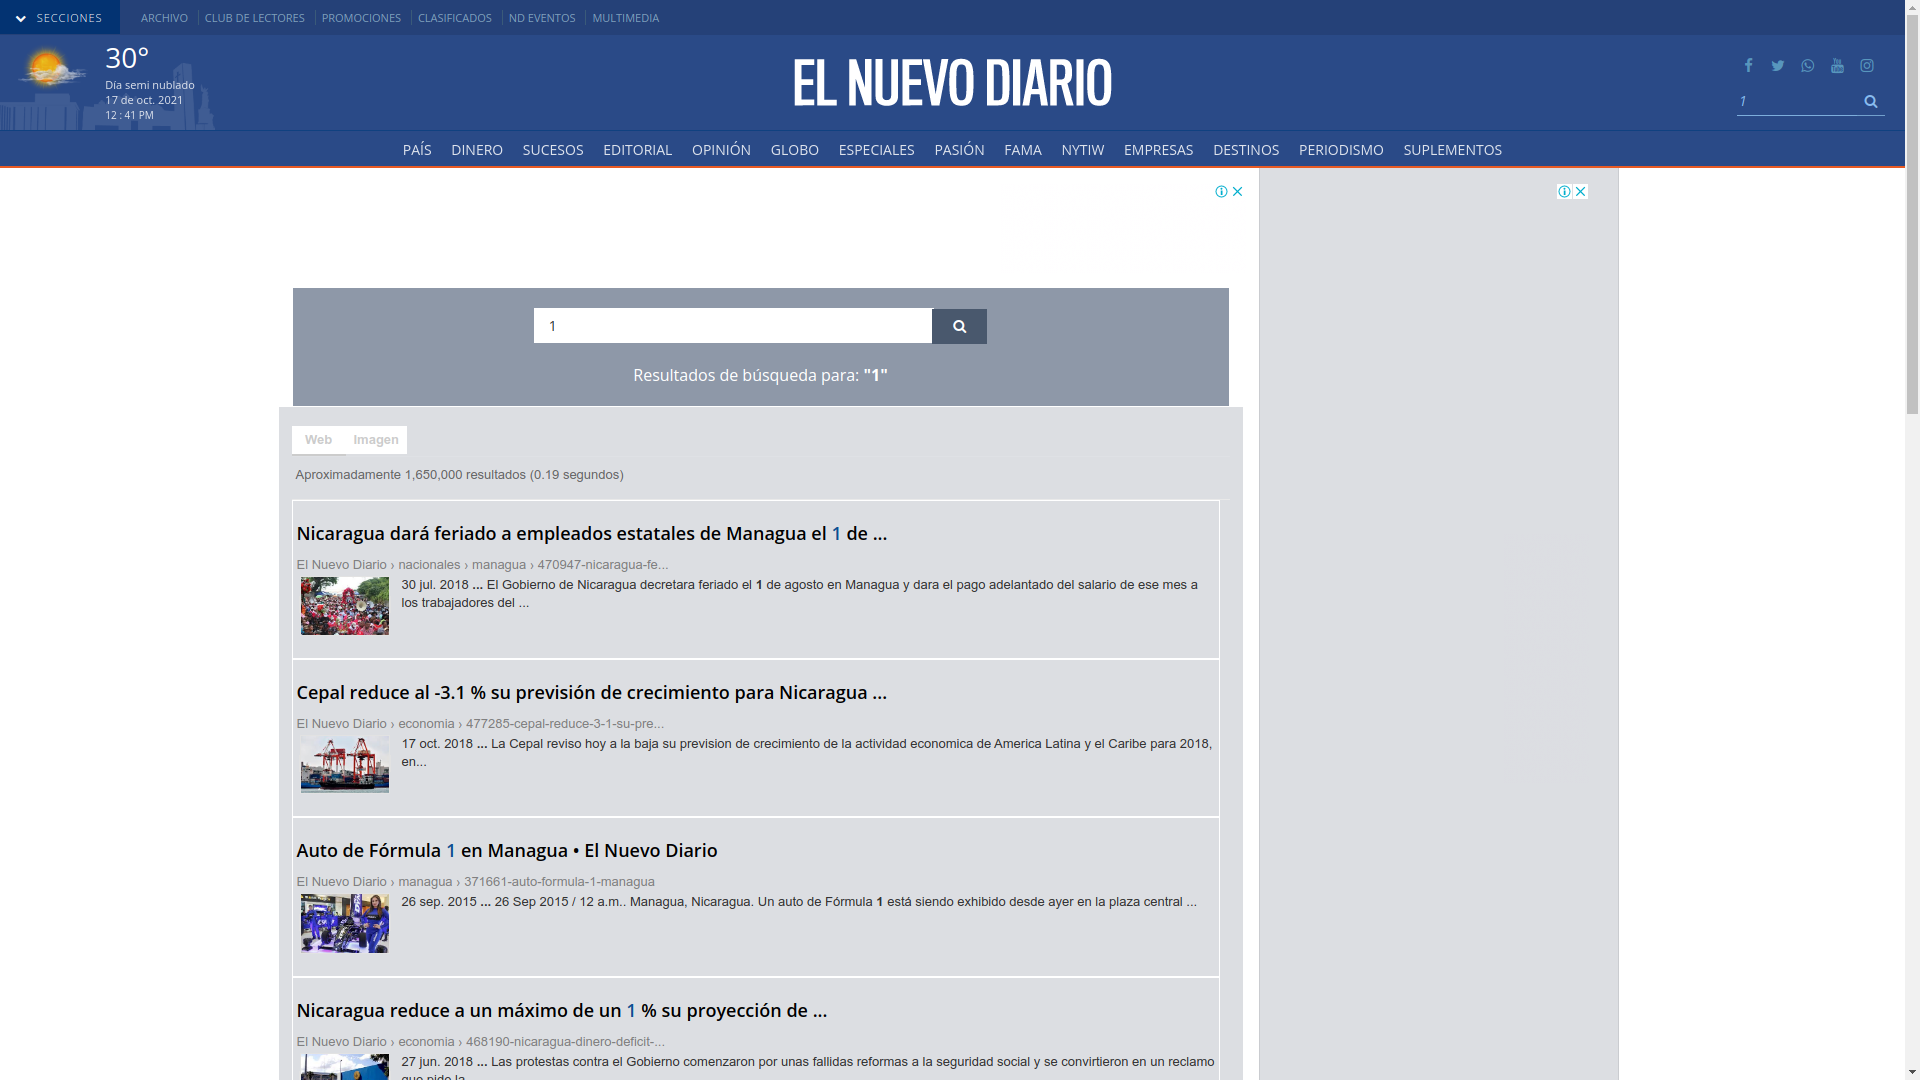 SECCIONES
ARCHIVO CLUB DE LECTORES PROMOCIONES CLASIFICADOS ND EVENTOS MULTIMEDIA
30°
Día semi nublado
17 de oct. 2021
12 : 41 PM
EL NUEVO DIARIO
1
PAÍS DINERO SUCESOS EDITORIAL OPINIÓN GLOBO ESPECIALES PASIÓN FAMA NYTIW EMPRESAS DESTINOS PERIODISMO SUPLEMENTOS
1
Resultados de búsqueda para: "1"
Web Imagen
Aproximadamente 1,650,000 resultados (0.19 segundos)
Nicaragua dará feriado a empleados estatales de Managua el 1 de ...
El Nuevo Diario › nacionales › managua › 470947-nicaragua-fe...
30 jul. 2018 ... El Gobierno de Nicaragua decretara feriado el 1 de agosto en Managua y dara el pago adelantado del salario de ese mes a
los trabajadores del ...
Cepal reduce al -3.1 % su previsión de crecimiento para Nicaragua ...
El Nuevo Diario › economia › 477285-cepal-reduce-3-1-su-pre...
17 oct. 2018 ... La Cepal reviso hoy a la baja su prevision de crecimiento de la actividad economica de America Latina y el Caribe para 2018,
en...
Auto de Fórmula 1 en Managua • El Nuevo Diario
El Nuevo Diario › managua › 371661-auto-formula-1-managua
26 sep. 2015 ... 26 Sep 2015 / 12 a.m.. Managua, Nicaragua. Un auto de Fórmula 1 está siendo exhibido desde ayer en la plaza central ...
Nicaragua reduce a un máximo de un 1 % su proyección de ...
El Nuevo Diario › economia › 468190-nicaragua-dinero-deficit-...
27 jun. 2018 ... Las protestas contra el Gobierno comenzaron por unas fallidas reformas a la seguridad social y se convirtieron en un reclamo
que pide la